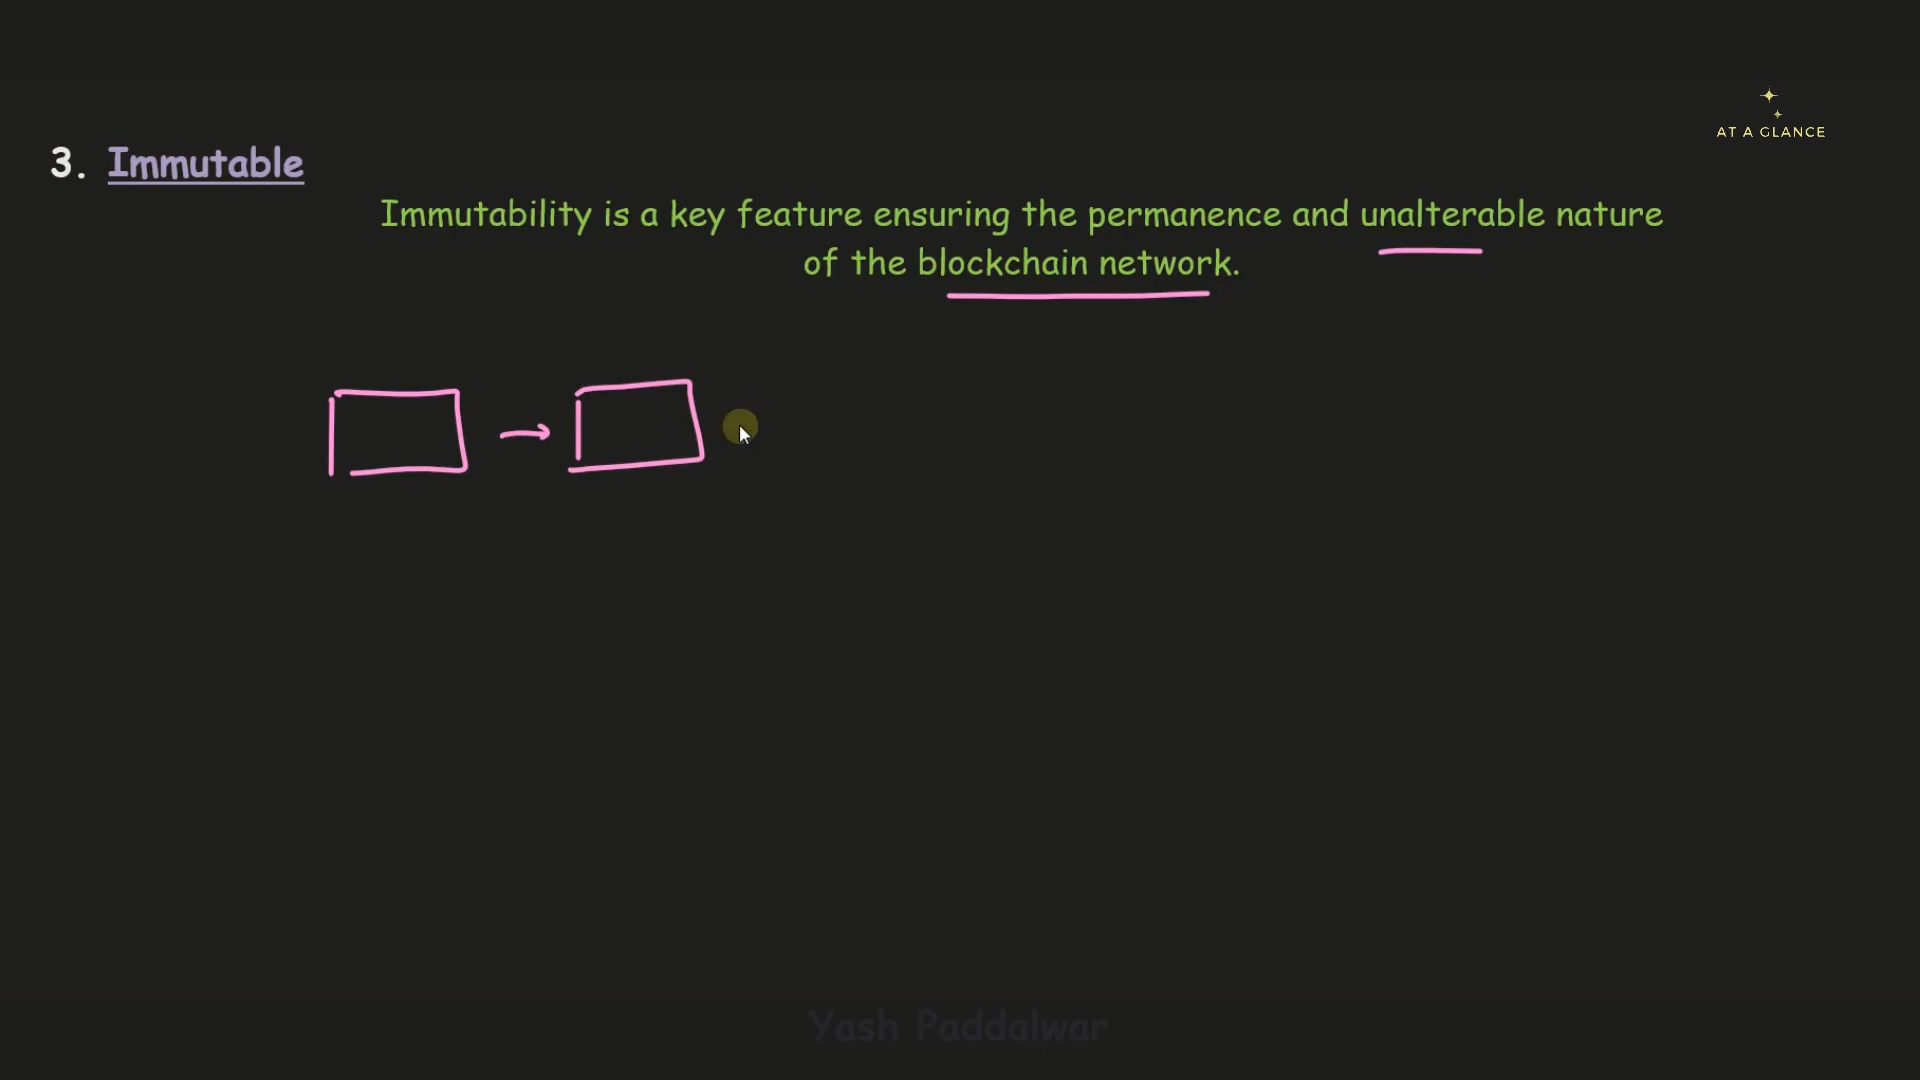 AT A GLANCE
3. Immutable
Immutability is a key feature ensuring the permanence and unalterable nature
of the blockchain network.
Yash Paddalwar